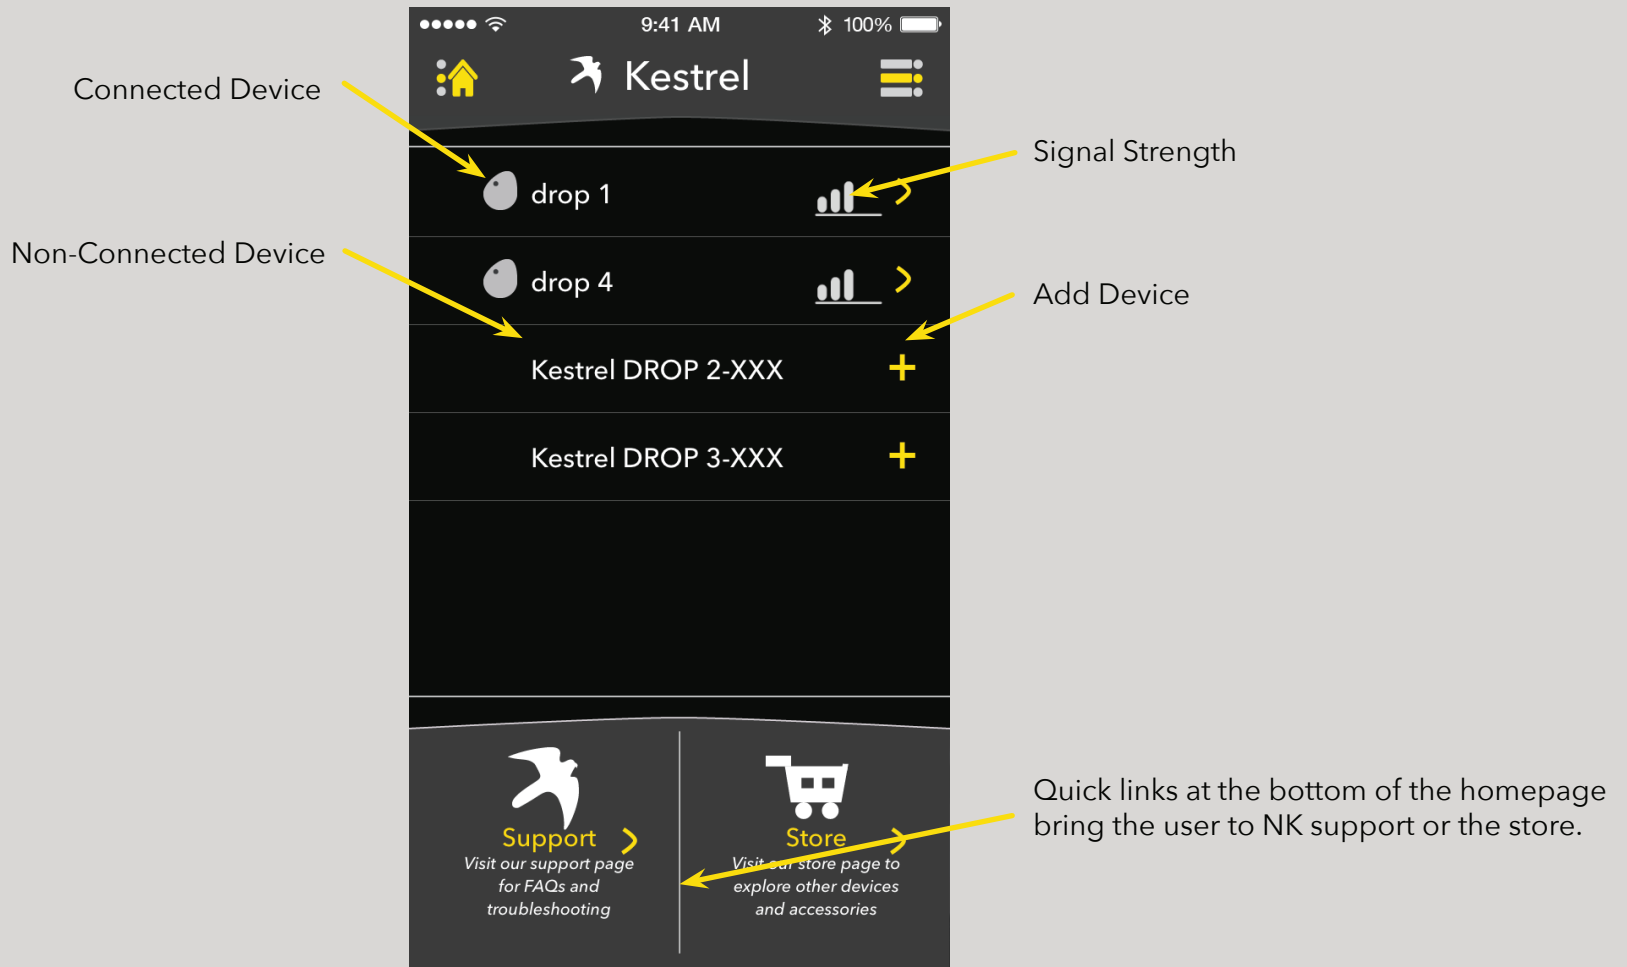 9:41 AM
100%
Kestrel
Connected Device
Signal Strength
drop 1
Non-Connected Device
drop 4
Add Device
Kestrel DROP 2-XXX
Kestrel DROP 3-XXX
Quick links at the bottom of the homepage
bring the user to NK support or the store.
Support
Visit our support page
for FAQs and
troubleshooting
Store
Visit our store page to
explore other devices
and accessories